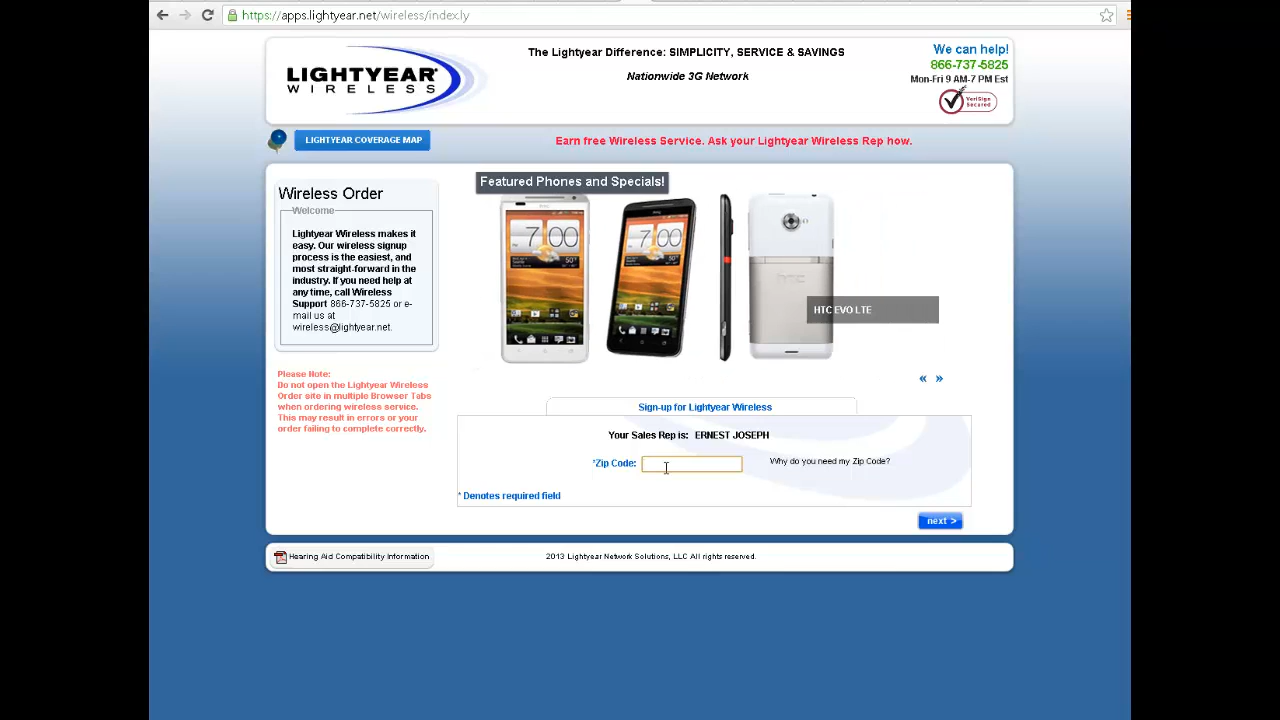 https://apps.lightyear.net/wireless/index.ly
LIGHTYEAR
WIRELESS
The Lightyear Difference: SIMPLICITY, SERVICE & SAVINGS
Nationwide 3G Network
We can help!
866-737-5825
Mon-Fri 9 AM-7 PM Est
VeriSign
Secured
LIGHTYEAR COVERAGE MAP
Earn free Wireless Service. Ask your Lightyear Wireless Rep how.
Wireless Order
Welcome
Lightyear Wireless makes it
easy. Our wireless signup
process is the easiest, and
most straight-forward in the
industry. If you need help at
any time, call Wireless
Support 866-737-5825 or e-
mail us at
wireless@lightyear.net.
Please Note:
Do not open the Lightyear Wireless
Order site in multiple Browser Tabs
when ordering wireless service.
This may result in errors or your
order failing to complete correctly.
Featured Phones and Specials!
7:00
7:00
hTC
HTC EVO LTE
« »
Sign-up for Lightyear Wireless
Your Sales Rep is: ERNEST JOSEPH
*Zip Code:
Why do you need my Zip Code?
* Denotes required field
next >
Hearing Aid Compatibility Information
2013 Lightyear Network Solutions, LLC All rights reserved.